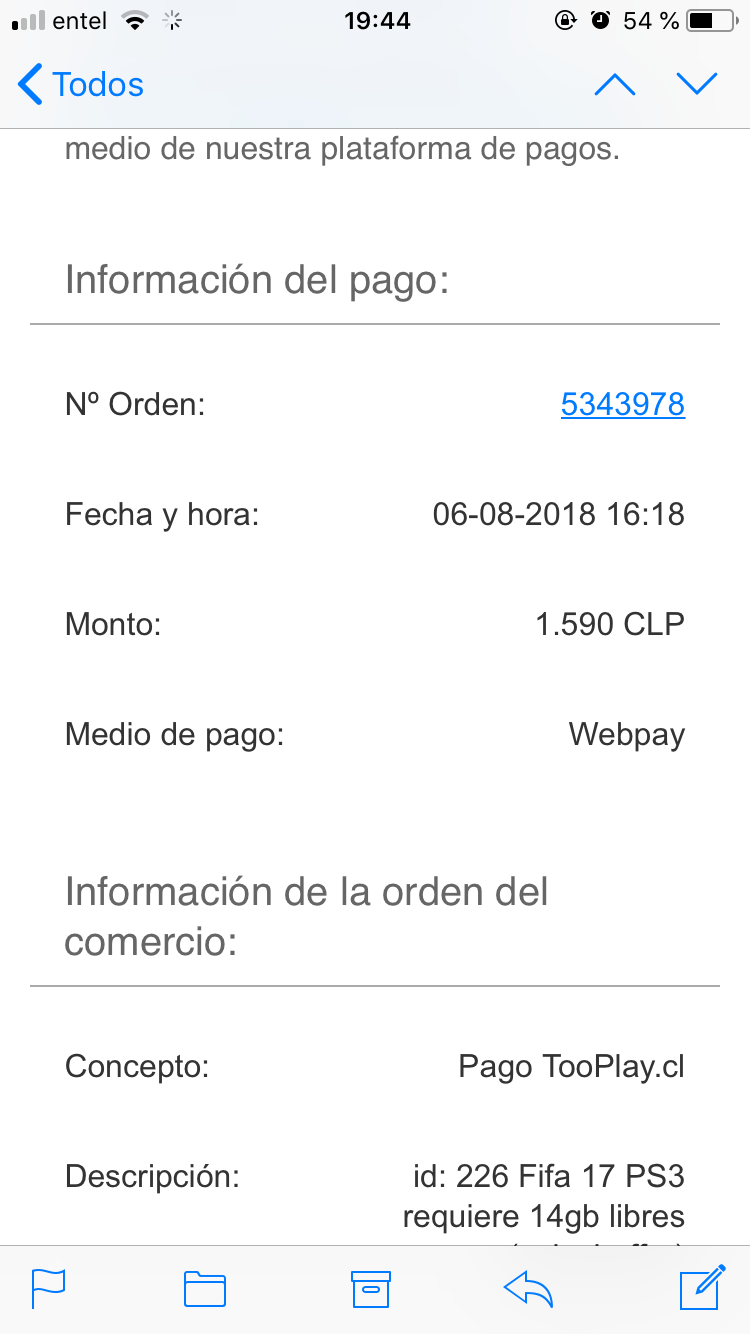 entel 19:44 54 %
Todos
medio de nuestra plataforma de pagos.
Información del pago:
Nº Orden: 5343978
Fecha y hora: 06-08-2018 16:18
Monto: 1.590 CLP
Medio de pago: Webpay
Información de la orden del
comercio:
Concepto: Pago TooPlay.cl
Descripción: id: 226 Fifa 17 PS3
requiere 14gb libres